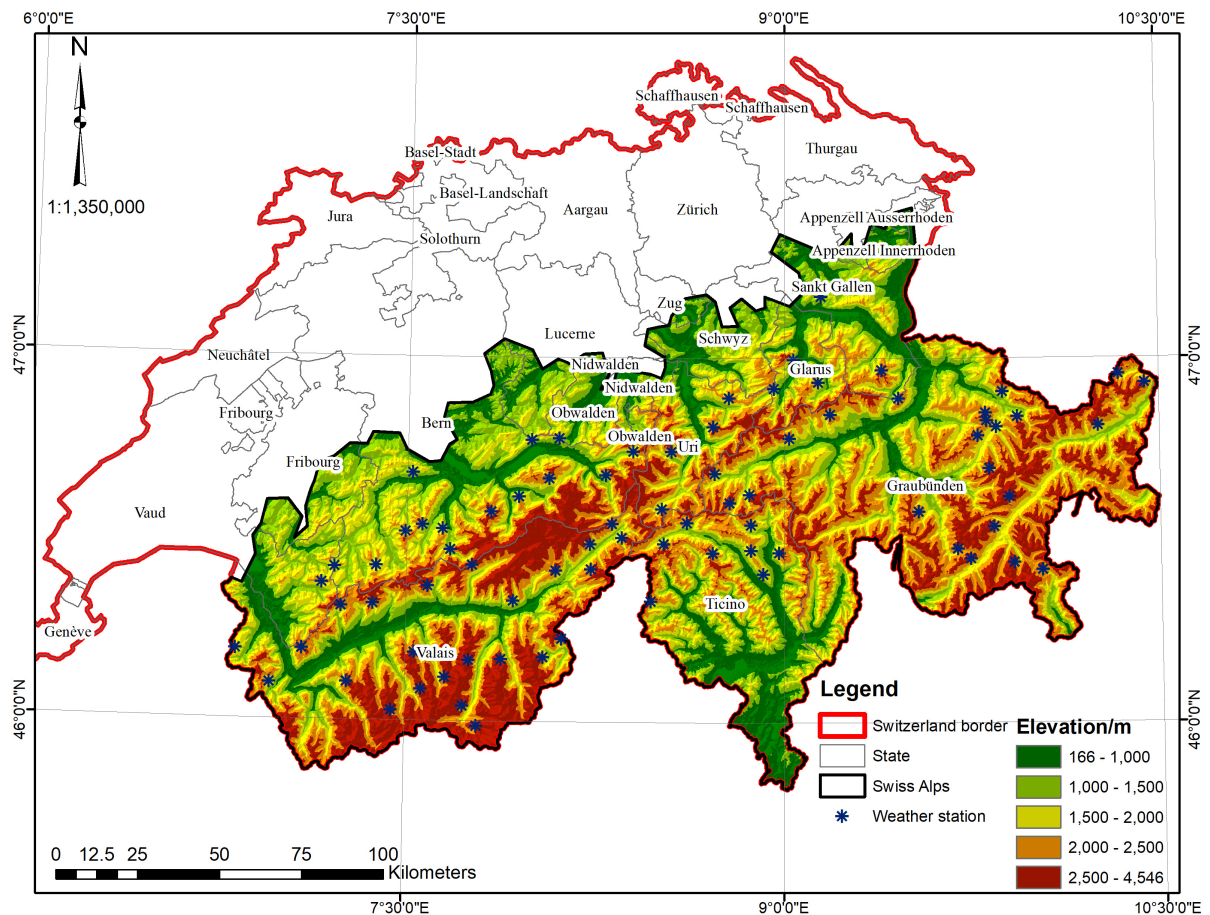 6°0'0"E
7°30'0"E
9°0'0"E
10°30'0"E
N
1:1,350,000
Schaffhausen
Schaffhausen
Basel-Stadt
Thurgau
Basel-Landschaft
Jura
Aargau
Zürich
Appenzell Ausserrhoden
Solothurn
Appenzell Innerrhoden
Sankt Gallen
Zug
Lucerne
Schwyz
47°0'0"N
47°0'0"N
Neuchâtel
Nidwalden
Glarus
Nidwalden
Fribourg
Obwalden
Bern
Obwalden
Uri
Fribourg
Graubünden
Vaud
Ticino
Genève
Valais
46°0'0"N
46°0'0"N
Legend
Switzerland border
State
Swiss Alps
Weather station
Elevation/m
166 - 1,000
1,000 - 1,500
1,500 - 2,000
2,000 - 2,500
2,500 - 4,546
0 12.5 25 50 75 100
Kilometers
7°30'0"E
9°0'0"E
10°30'0"E